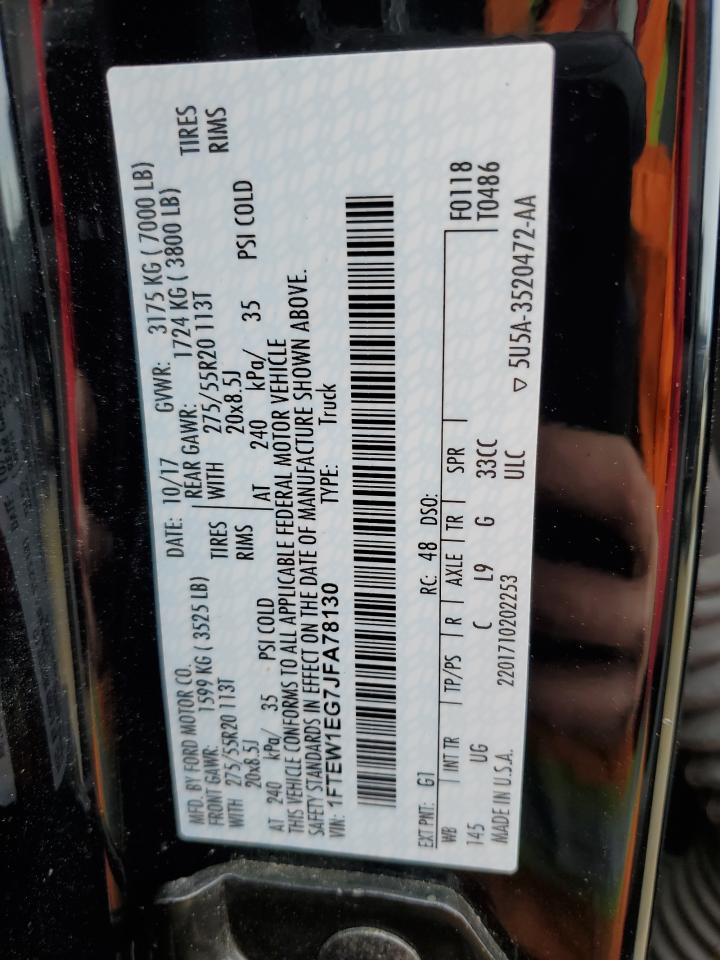 MFD. BY FORD MOTOR CO. DATE: 10/17 GVWR: 3175 KG ( 7000 LB)
FRONT GAWR: 1599 KG ( 3525 LB) REAR GAWR: 1724 KG ( 3800 LB)
WITH 275/55R20 113T TIRES WITH 275/55R20 113T TIRES
20x8.5J RIMS 20x8.5J RIMS
AT 240 kPa/ 35 PSI COLD AT 240 kPa/ 35 PSI COLD
THIS VEHICLE CONFORMS TO ALL APPLICABLE FEDERAL MOTOR VEHICLE
SAFETY STANDARDS IN EFFECT ON THE DATE OF MANUFACTURE SHOWN ABOVE.
VIN: 1FTEW1EG7JFA78130 TYPE: Truck
EXT PNT: G1 RC: 48 DSO: F0118
WB INT TR TP/PS R AXLE TR SPR T0486
145 UG C L9 G 33CC
ULC
MADE IN U.S.A. 2201710202253 ▽ 5U5A-3520472-AA